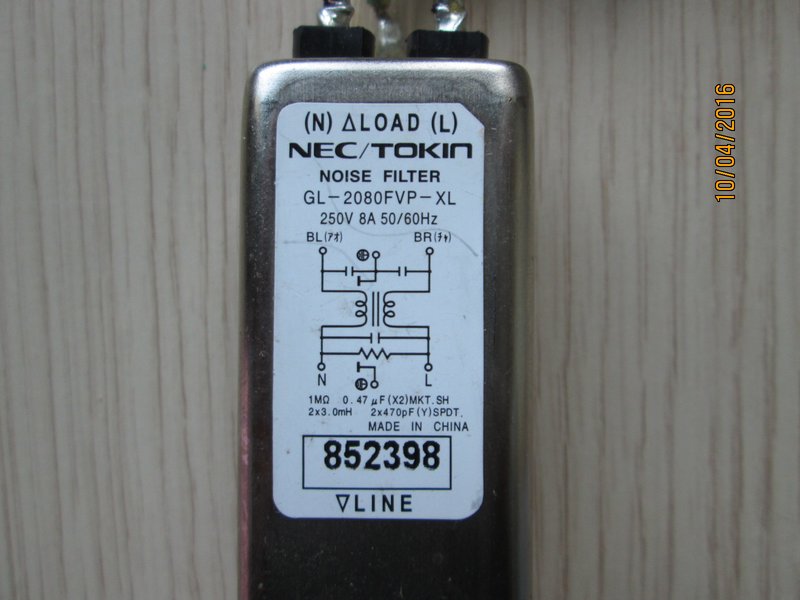 (N) △LOAD (L)
NEC/TOKIN
NOISE FILTER
GL-2080FVP-XL
250V 8A 50/60Hz
BL(アオ) BR(チャ)
N L
1MΩ 0.47μF(X2)MKT.SH
2x3.0mH 2x470pF(Y)SPDT.
MADE IN CHINA
852398
▽LINE
10/04/2016